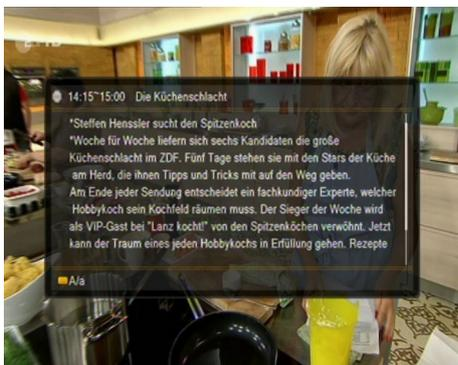 14:15~15:00 Die Küchenschlacht
*Steffen Henssler sucht den Spitzenkoch
*Woche für Woche liefern sich sechs Kandidaten die große
Küchenschlacht im ZDF. Fünf Tage stehen sie mit den Stars der Küche
am Herd, die ihnen Tipps und Tricks mit auf den Weg geben.
Am Ende jeder Sendung entscheidet ein fachkundiger Experte, welcher
Hobbykoch sein Kochfeld räumen muss. Der Sieger der Woche wird
als VIP-Gast bei "Lanz kocht!" von den Spitzenköchen verwöhnt. Jetzt
kann der Traum eines jeden Hobbykochs in Erfüllung gehen. Rezepte
A/a